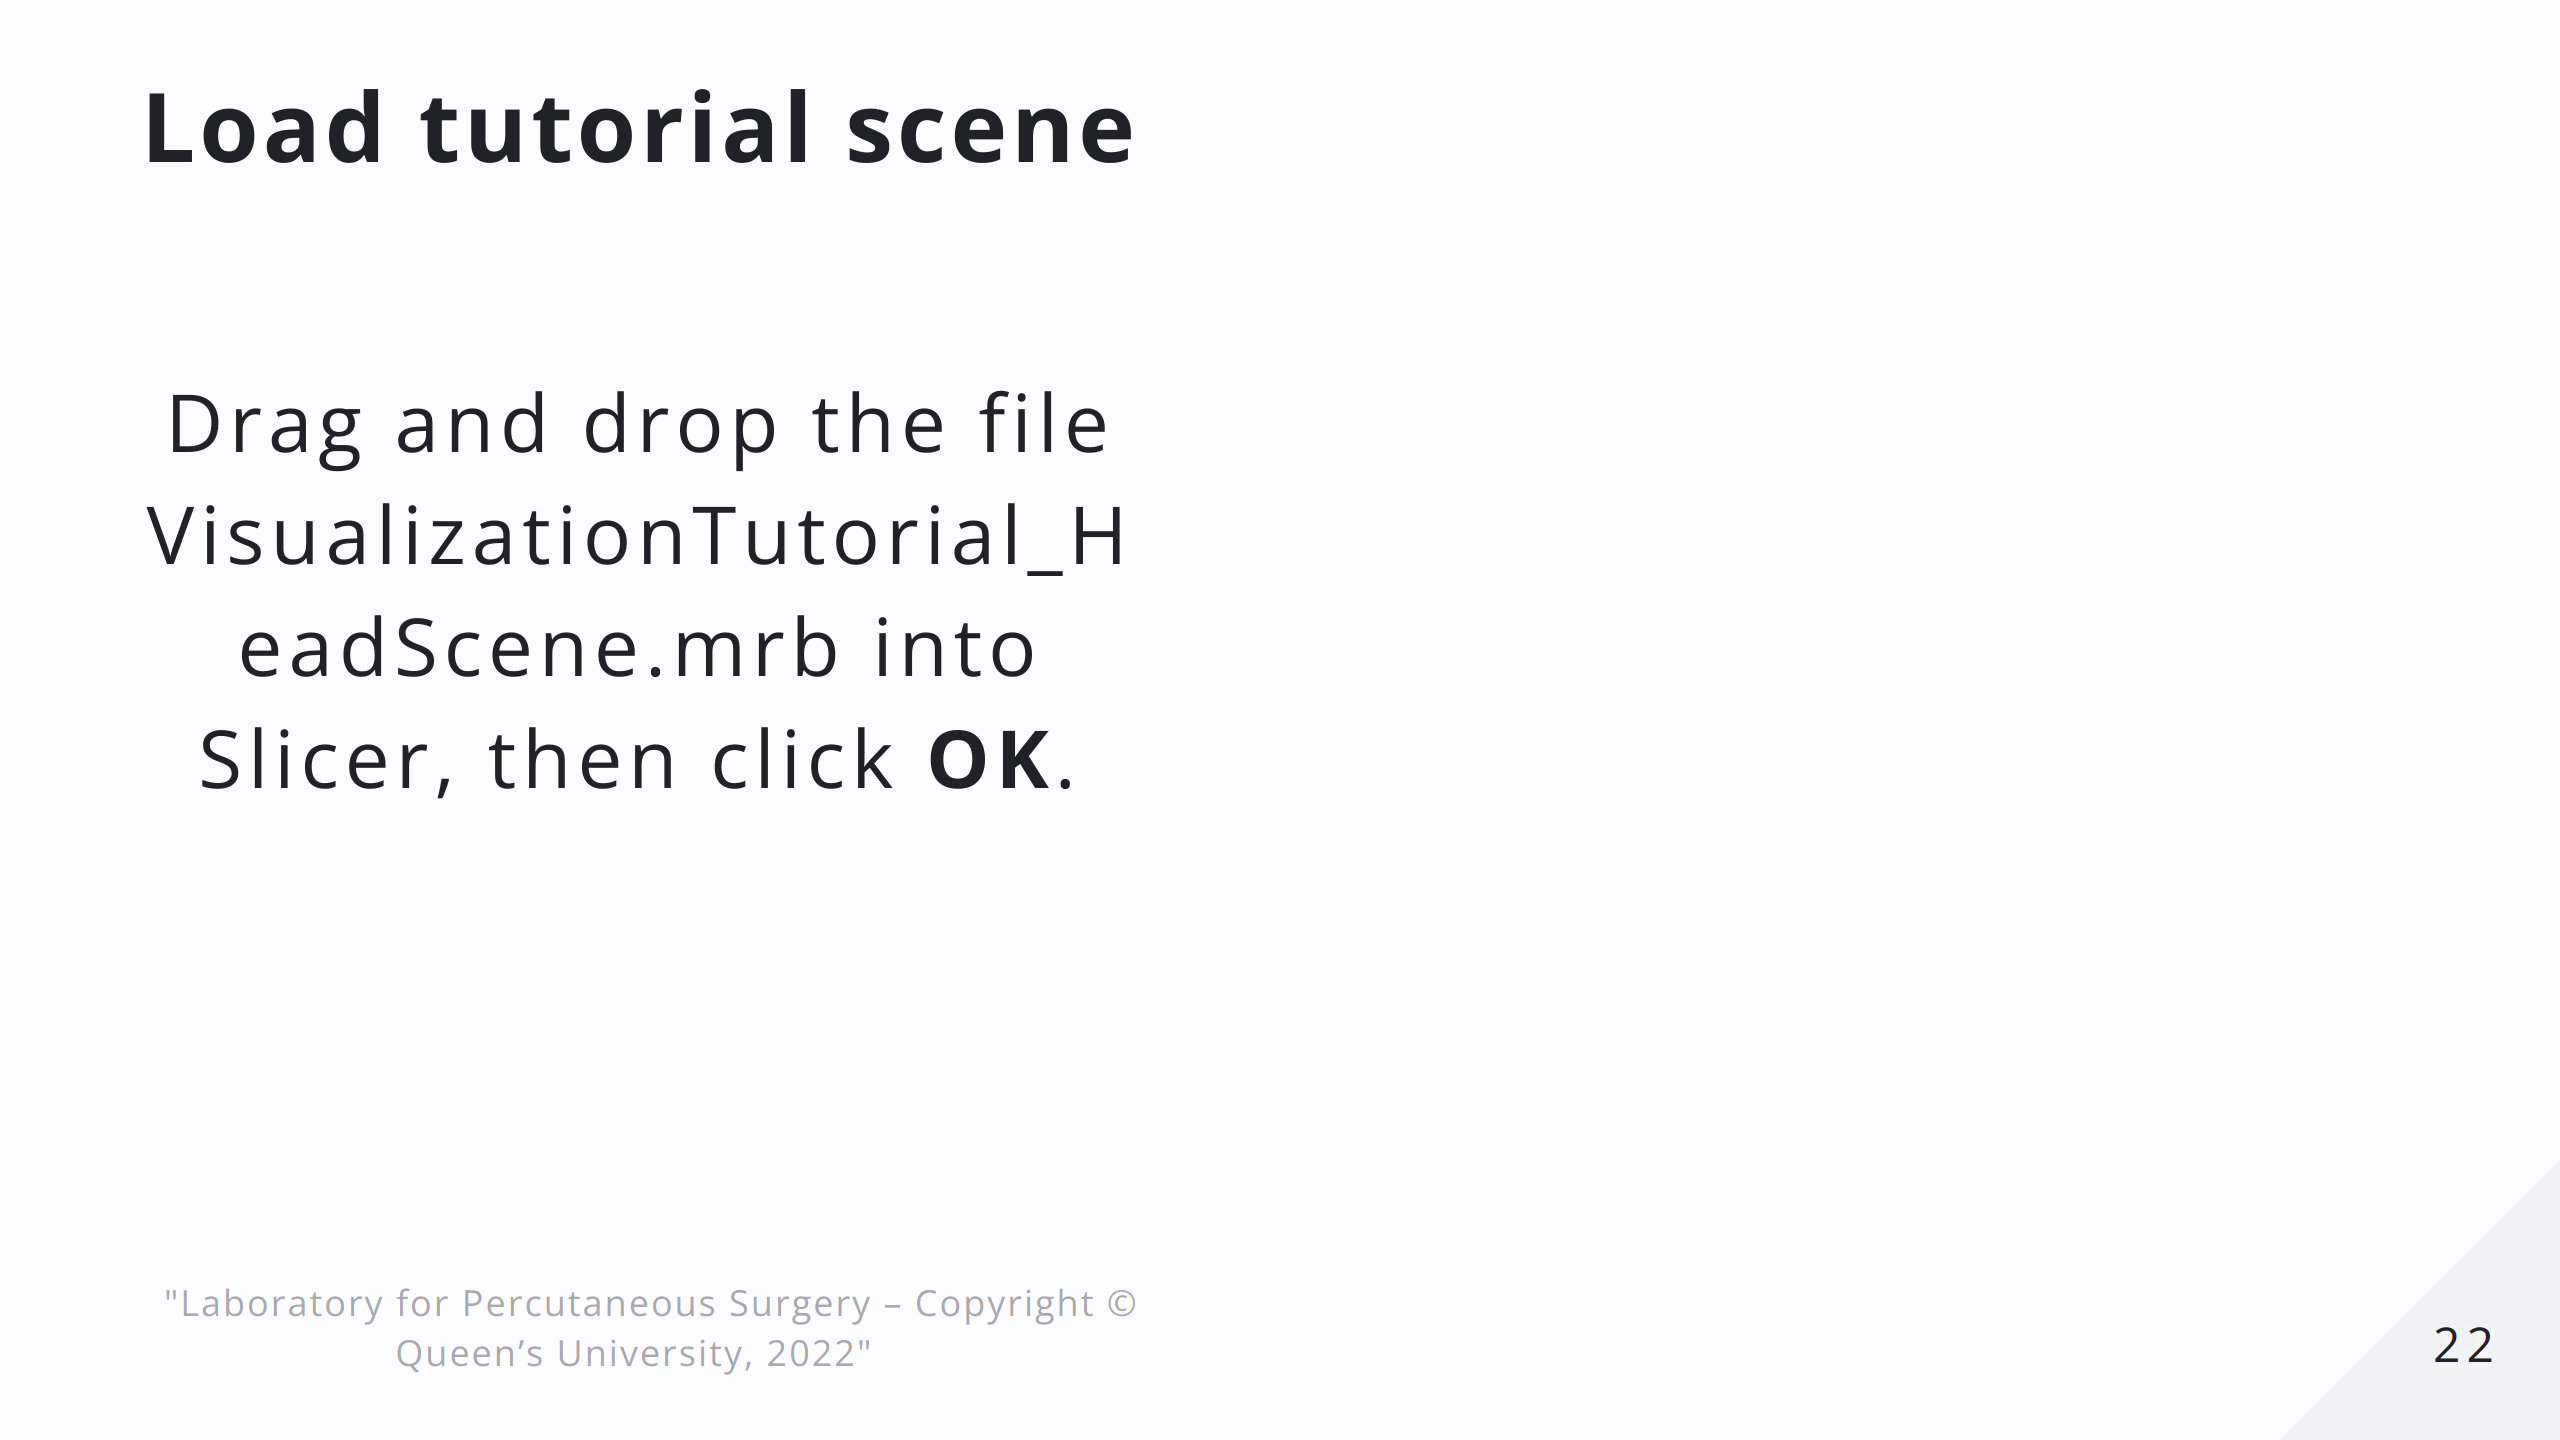 Load tutorial scene
Drag and drop the file
VisualizationTutorial_H
eadScene.mrb into
Slicer, then click OK.
"Laboratory for Percutaneous Surgery – Copyright ©
Queen’s University, 2022"
22